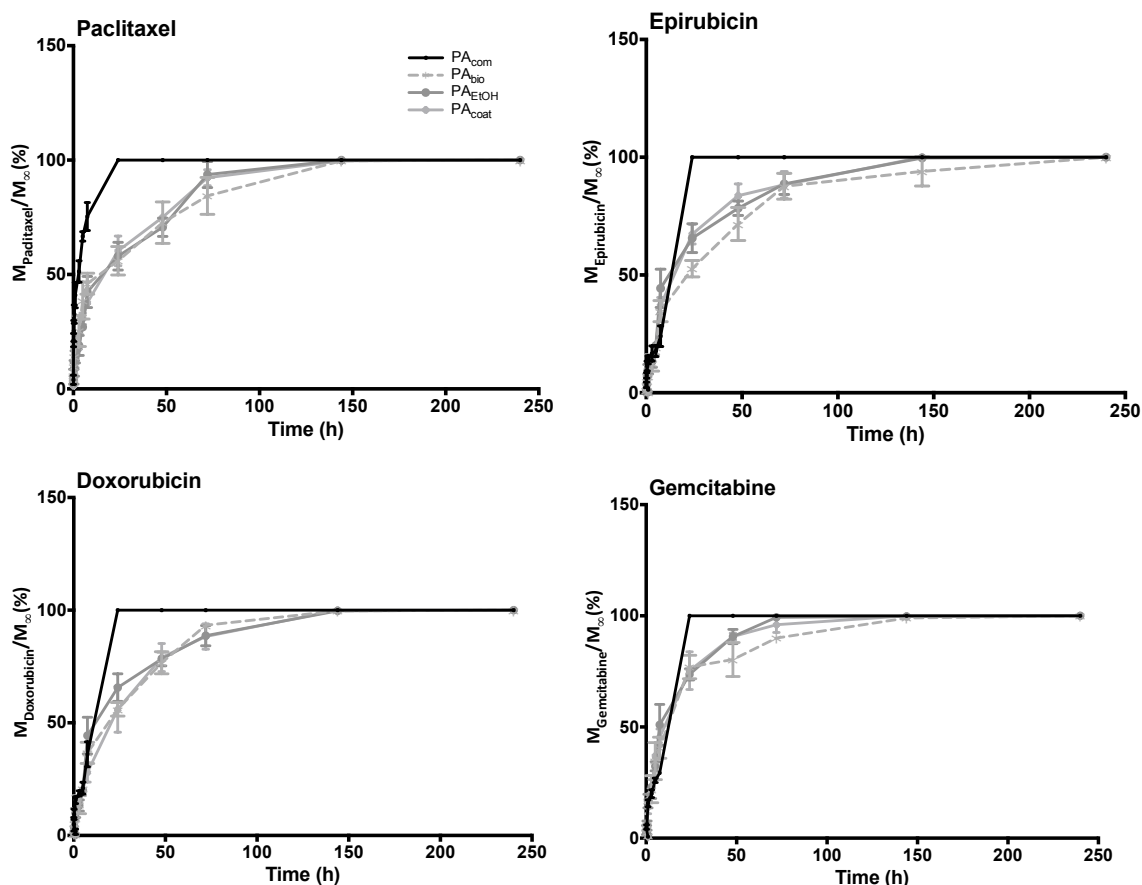 Paclitaxel
150
100
50
0
M_Paclitaxel/M_∞(%)
0 50 100 150 200 250
Time (h)
PA_com
PA_bio
PA_EtOH
PA_coat
Epirubicin
150
100
50
0
M_Epirubicin/M_∞(%)
0 50 100 150 200 250
Time (h)
Doxorubicin
150
100
50
0
M_Doxorubicin/M_∞(%)
0 50 100 150 200 250
Time (h)
Gemcitabine
150
100
50
0
M_Gemcitabine/M_∞(%)
0 50 100 150 200 250
Time (h)